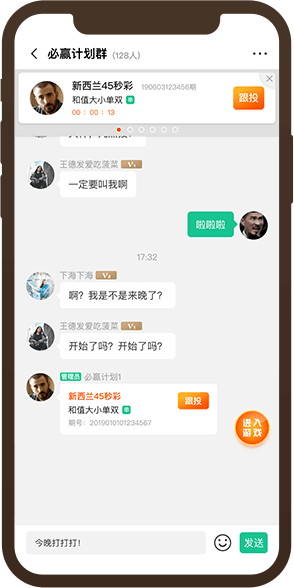 必赢计划群 (128人)
新西兰45秒彩 190603123456期
和值大小单双 单
00 : 00 : 13
跟投
王德发爱吃菠菜 V1
一定要叫我啊
啦啦啦
17:32
下海下海
啊？我是不是来晚了？
王德发爱吃菠菜
开始了吗？开始了吗？
管理员 必赢计划1
新西兰45秒彩
和值大小单双 单
期号：2019010101234567
跟投
进入
游戏
今晚打打打!
发送